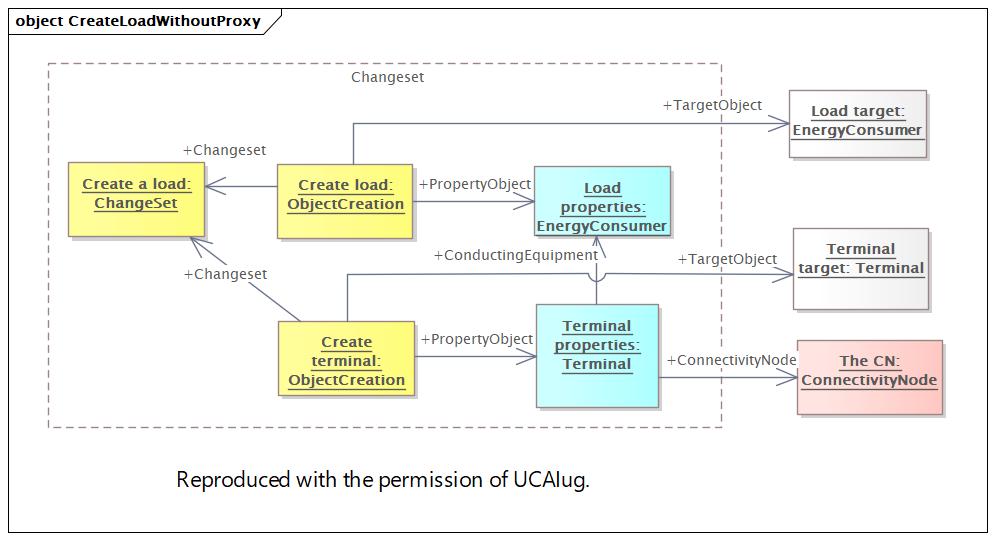 object CreateLoadWithoutProxy
Changeset
+TargetObject
Load target:
EnergyConsumer
+Changeset
Create a load:
ChangeSet
Create load:
ObjectCreation
+PropertyObject
Load
properties:
EnergyConsumer
+ConductingEquipment
+TargetObject
Terminal
target: Terminal
+Changeset
Create
terminal:
ObjectCreation
+PropertyObject
Terminal
properties:
Terminal
+ConnectivityNode
The CN:
ConnectivityNode
Reproduced with the permission of UCAIug.